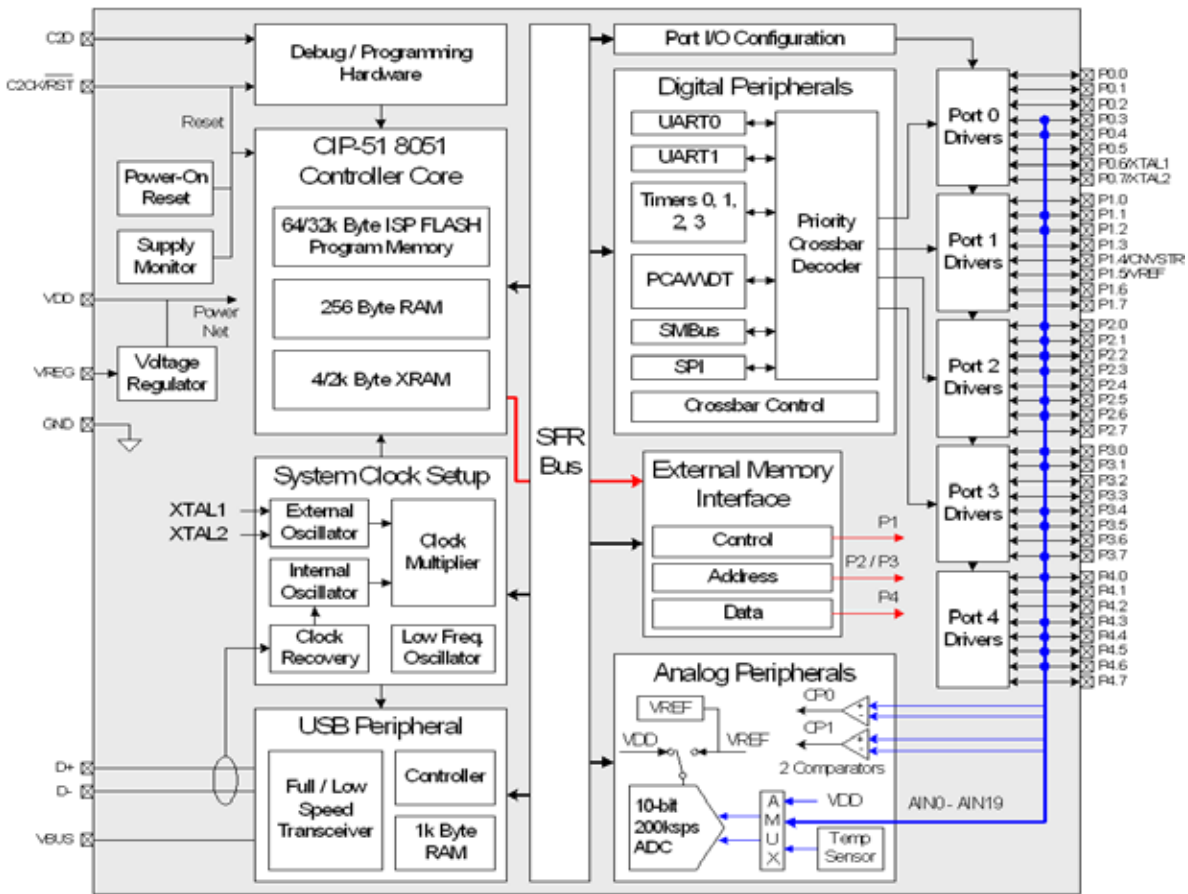 C2D
C2CK/RST
Debug / Programming
Hardware
Reset
Power-On
Reset
Supply
Monitor
VDD
Power
Net
VREG
Voltage
Regulator
GND
CIP-51 8051
Controller Core
64/32k Byte ISP FLASH
Program Memory
256 Byte RAM
4/2k Byte XRAM
System Clock Setup
XTAL1
XTAL2
External
Oscillator
Internal
Oscillator
Clock
Recovery
Clock
Multiplier
Low Freq.
Oscillator
USB Peripheral
D+
D-
VBUS
Full / Low
Speed
Transceiver
Controller
1k Byte
RAM
SFR
Bus
Port I/O Configuration
Digital Peripherals
UART0
UART1
Timers 0, 1,
2, 3
PCA/WDT
SMBus
SPI
Priority
Crossbar
Decoder
Crossbar Control
External Memory
Interface
Control
Address
Data
P1
P2 / P3
P4
Analog Peripherals
VREF
VDD
VREF
CP0
+
-
CP1
+
-
2 Comparators
10-bit
200ksps
ADC
A
M
U
X
VDD
Temp
Sensor
AIN0 - AIN19
Port 0
Drivers
Port 1
Drivers
Port 2
Drivers
Port 3
Drivers
Port 4
Drivers
P0.0
P0.1
P0.2
P0.3
P0.4
P0.5
P0.6/XTAL1
P0.7/XTAL2
P1.0
P1.1
P1.2
P1.3
P1.4/CNVSTR
P1.5/VREF
P1.6
P1.7
P2.0
P2.1
P2.2
P2.3
P2.4
P2.5
P2.6
P2.7
P3.0
P3.1
P3.2
P3.3
P3.4
P3.5
P3.6
P3.7
P4.0
P4.1
P4.2
P4.3
P4.4
P4.5
P4.6
P4.7